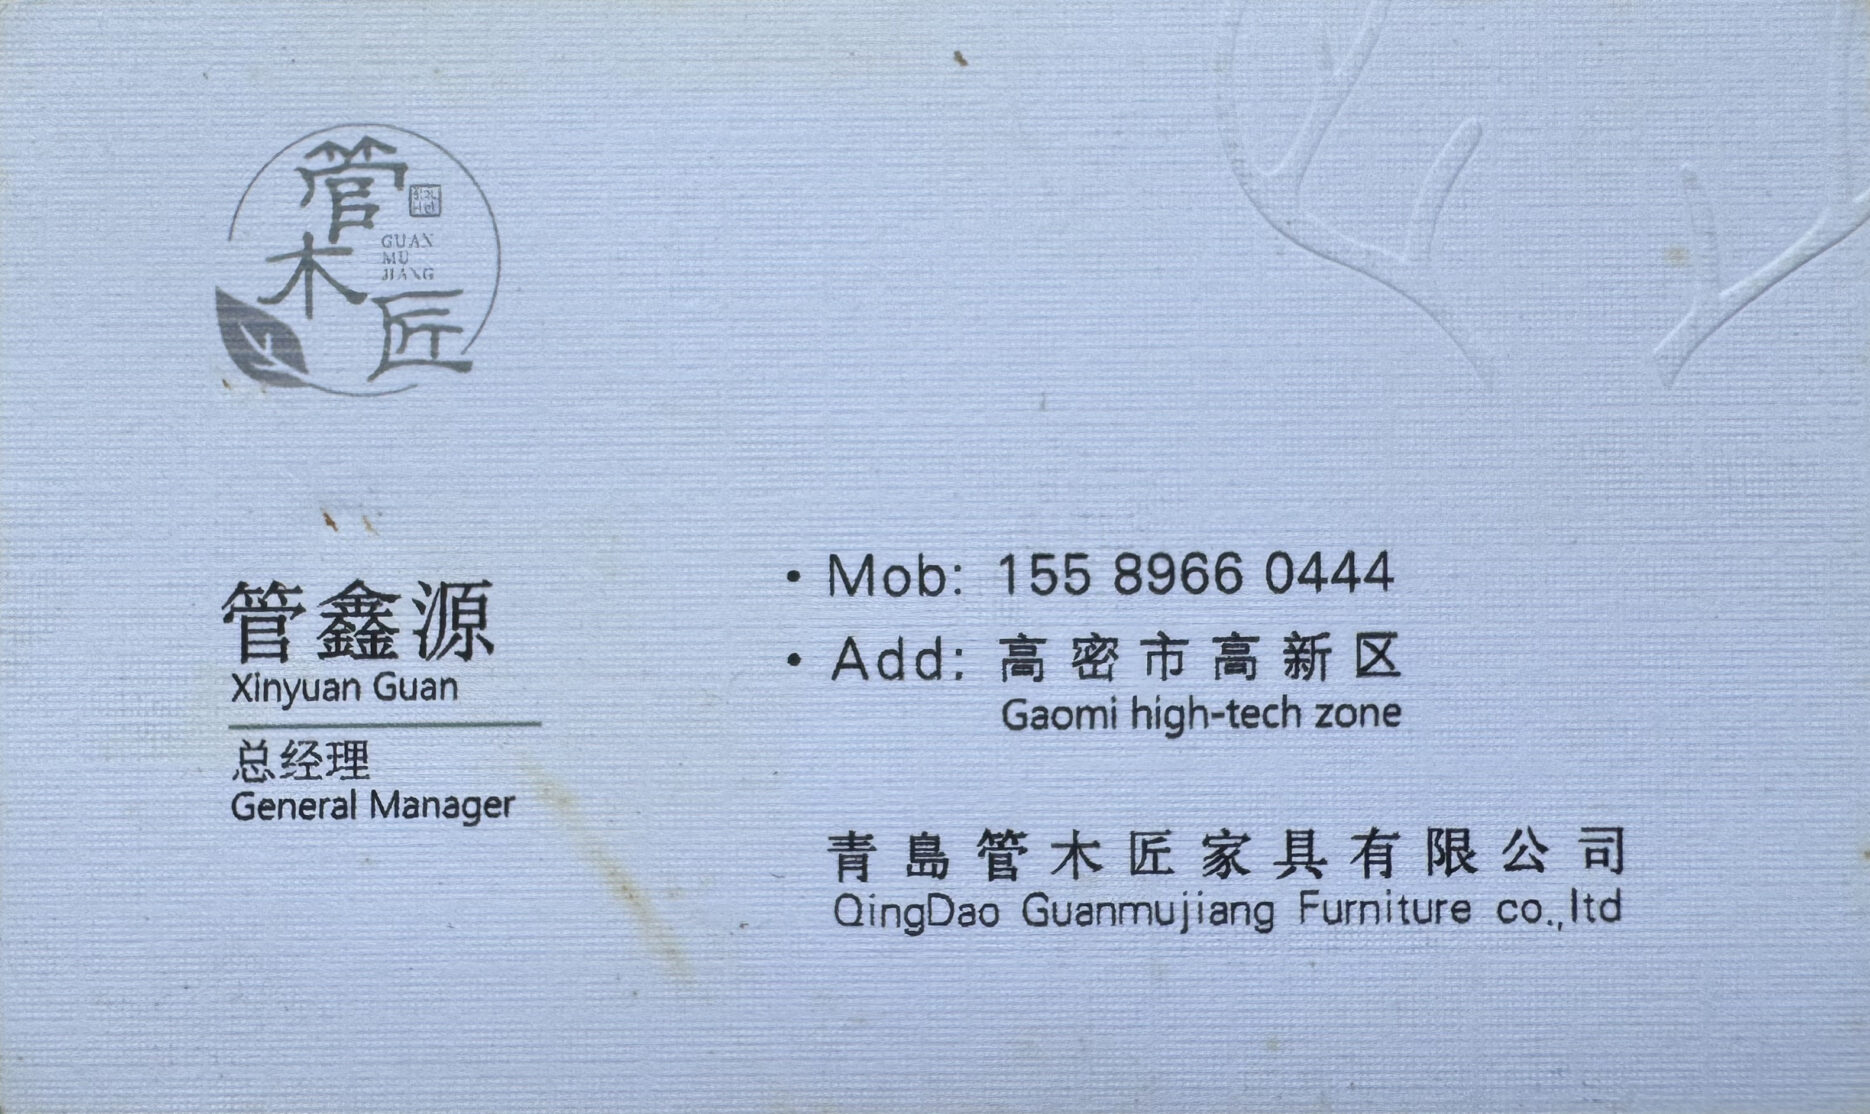 管
木
匠
GUAN
MU
JIANG
管鑫源
Xinyuan Guan
总经理
General Manager
• Mob: 155 8966 0444
• Add: 高密市高新区
Gaomi high-tech zone
青島管木匠家具有限公司
QingDao Guanmujiang Furniture co.,ltd